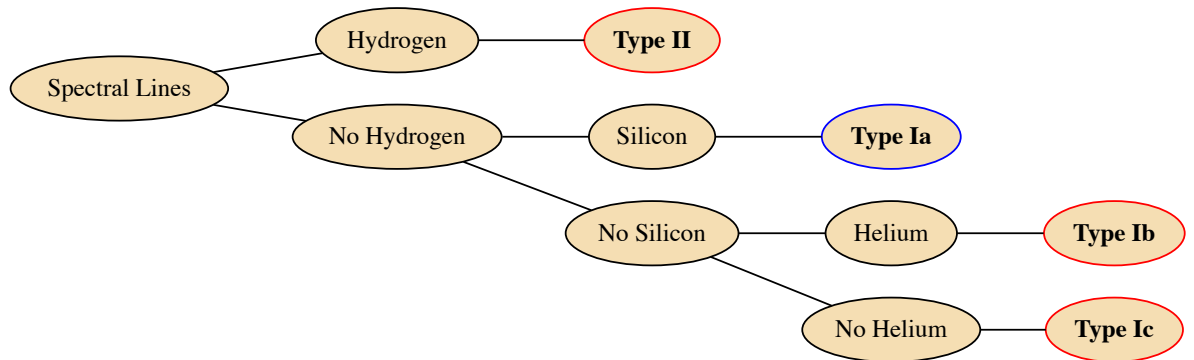 Hydrogen
Type II
Spectral Lines
No Hydrogen
Silicon
Type Ia
No Silicon
Helium
Type Ib
No Helium
Type Ic